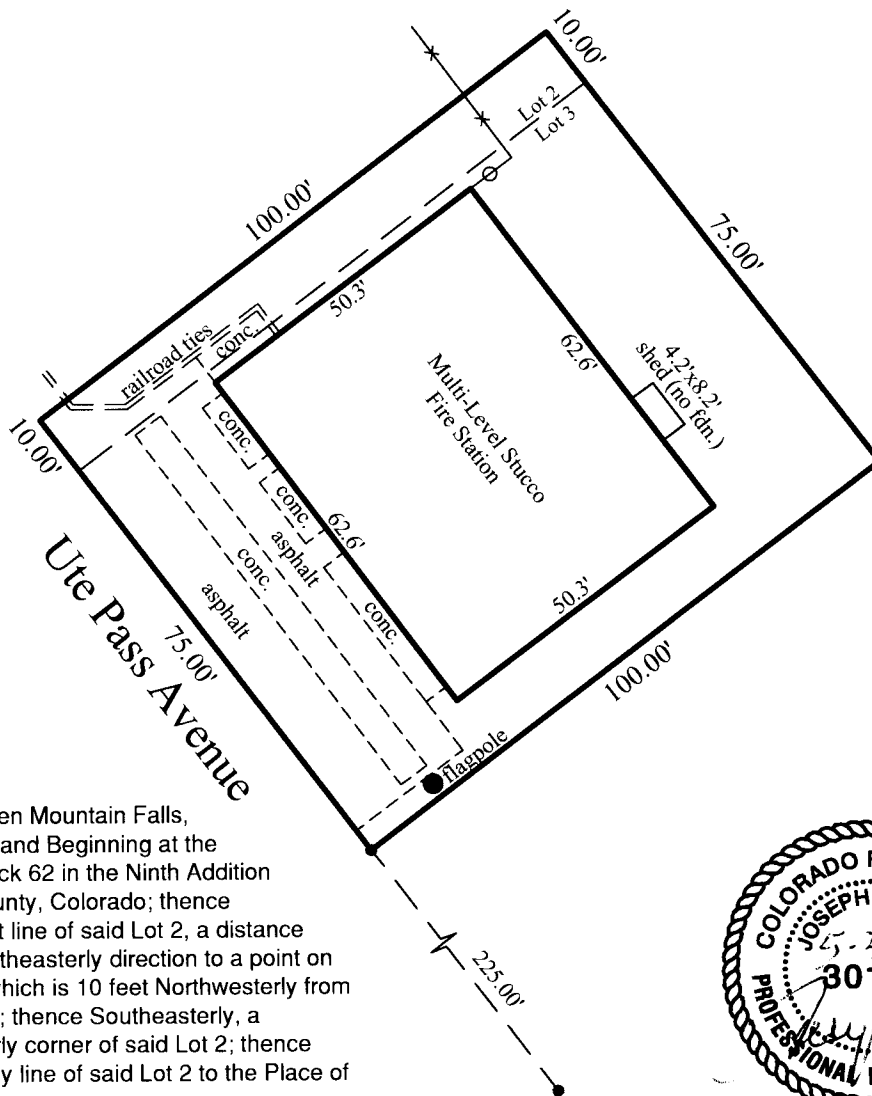 10.00'
Lot 2
Lot 3
100.00'
75.00'
50.3'
railroad ties
conc.
62.6'
4.2'x8.2'
shed (no fdn.)
Multi-Level Stucco
Fire Station
10.00'
conc.
conc.
62.6'
asphalt
conc.
asphalt
conc.
50.3'
Ute Pass Avenue
75.00'
100.00'
flagpole
225.00'
en Mountain Falls,
and Beginning at the
ck 62 in the Ninth Addition
unty, Colorado; thence
t line of said Lot 2, a distance
theasterly direction to a point on
which is 10 feet Northwesterly from
; thence Southeasterly, a
rly corner of said Lot 2; thence
y line of said Lot 2 to the Place of
COLORADO
JOSEPH
30
PROFESSIONAL